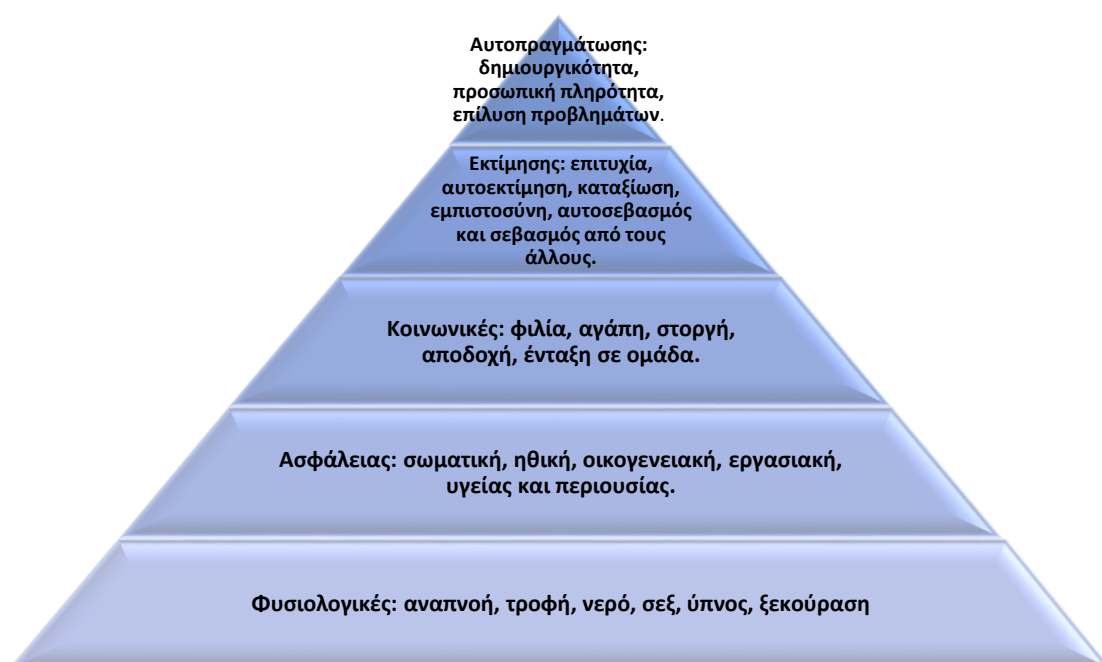 Αυτοπραγμάτωσης:
δημιουργικότητα,
προσωπική πληρότητα,
επίλυση προβλημάτων.
Εκτίμησης: επιτυχία,
αυτοεκτίμηση, καταξίωση,
εμπιστοσύνη, αυτοσεβασμός
και σεβασμός από τους
άλλους.
Κοινωνικές: φιλία, αγάπη, στοργή,
αποδοχή, ένταξη σε ομάδα.
Ασφάλειας: σωματική, ηθική, οικογενειακή, εργασιακή,
υγείας και περιουσίας.
Φυσιολογικές: αναπνοή, τροφή, νερό, σεξ, ύπνος, ξεκούραση